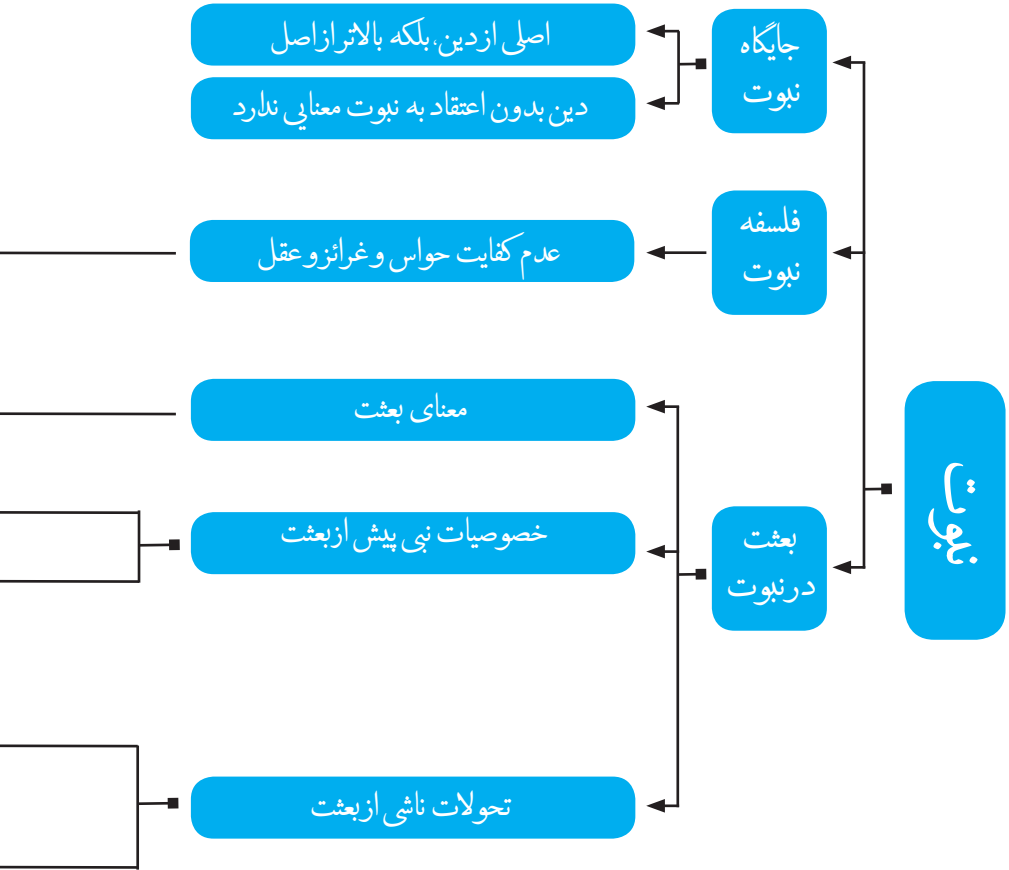 نبوت
جایگاه
نبوت
اصلی از دین، بلکه بالاتر از اصل
دین بدون اعتقاد به نبوت معنایی ندارد
فلسفه
نبوت
عدم کفایت حواس و غرائز و عقل
بعثت
در نبوت
معنای بعثت
خصوصیات نبی پیش از بعثت
تحولات ناشی از بعثت